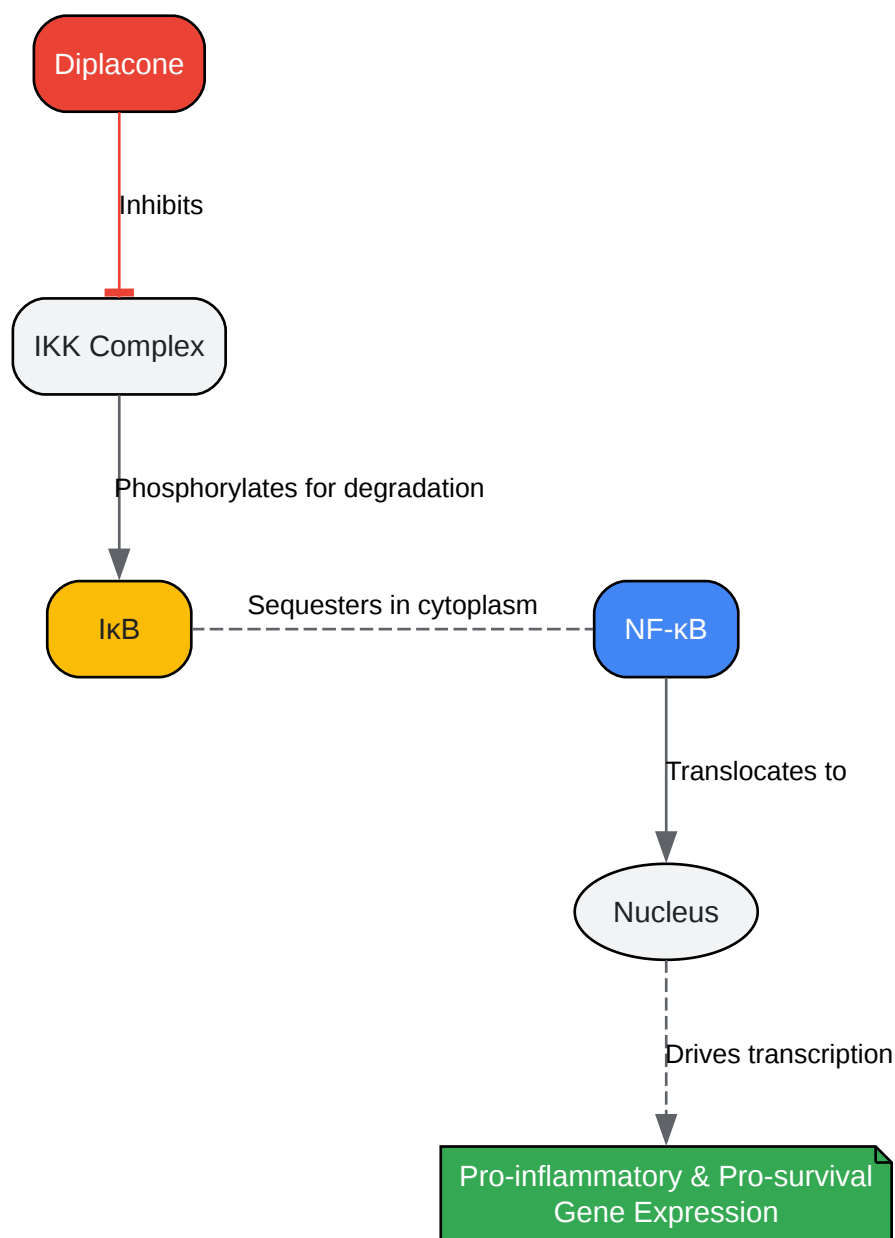 Diplacone
Inhibits
IKK Complex
Phosphorylates for degradation
IκB
Sequesters in cytoplasm
NF-κB
Translocates to
Nucleus
Drives transcription
Pro-inflammatory & Pro-survival
Gene Expression